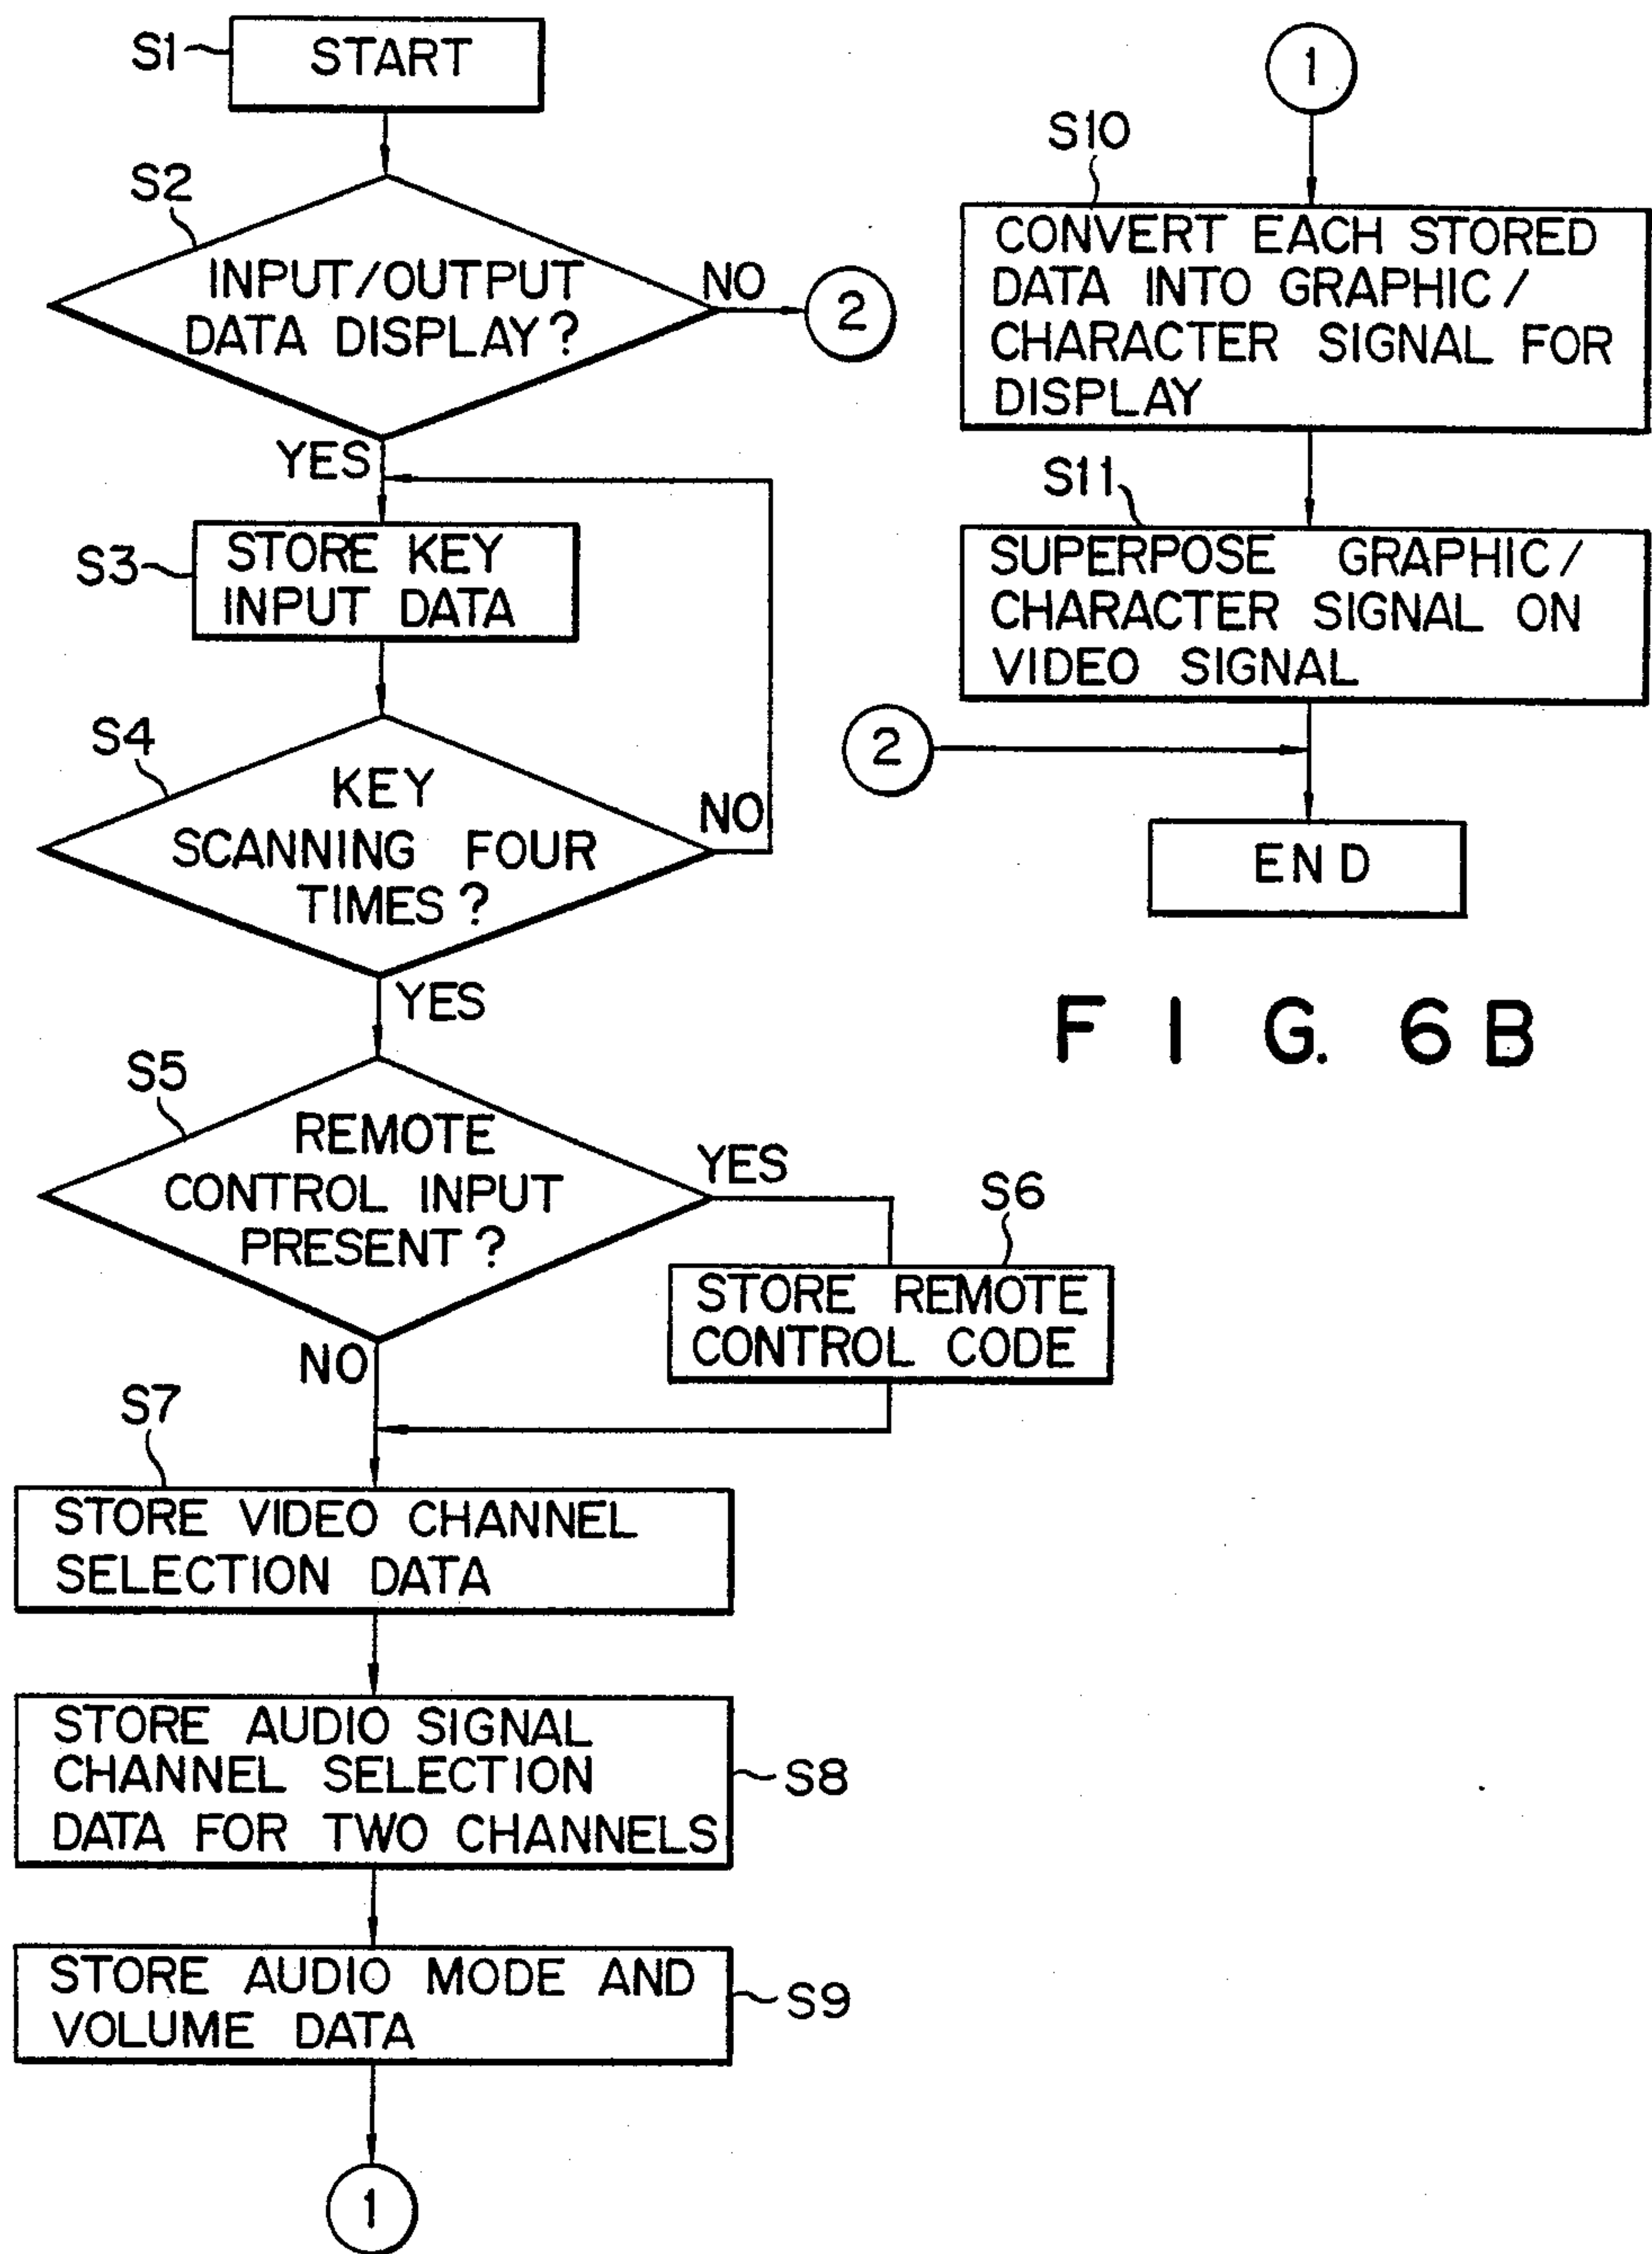 S1
START
S2
INPUT/OUTPUT
DATA DISPLAY?
NO
2
YES
S3
STORE KEY
INPUT DATA
S4
KEY
SCANNING FOUR
TIMES?
NO
YES
S5
REMOTE
CONTROL INPUT
PRESENT?
YES
S6
STORE REMOTE
CONTROL CODE
NO
S7
STORE VIDEO CHANNEL
SELECTION DATA
STORE AUDIO SIGNAL
CHANNEL SELECTION
DATA FOR TWO CHANNELS
S8
STORE AUDIO MODE AND
VOLUME DATA
S9
1
1
S10
CONVERT EACH STORED
DATA INTO GRAPHIC/
CHARACTER SIGNAL FOR
DISPLAY
S11
SUPERPOSE GRAPHIC/
CHARACTER SIGNAL ON
VIDEO SIGNAL
2
END
FIG. 6B